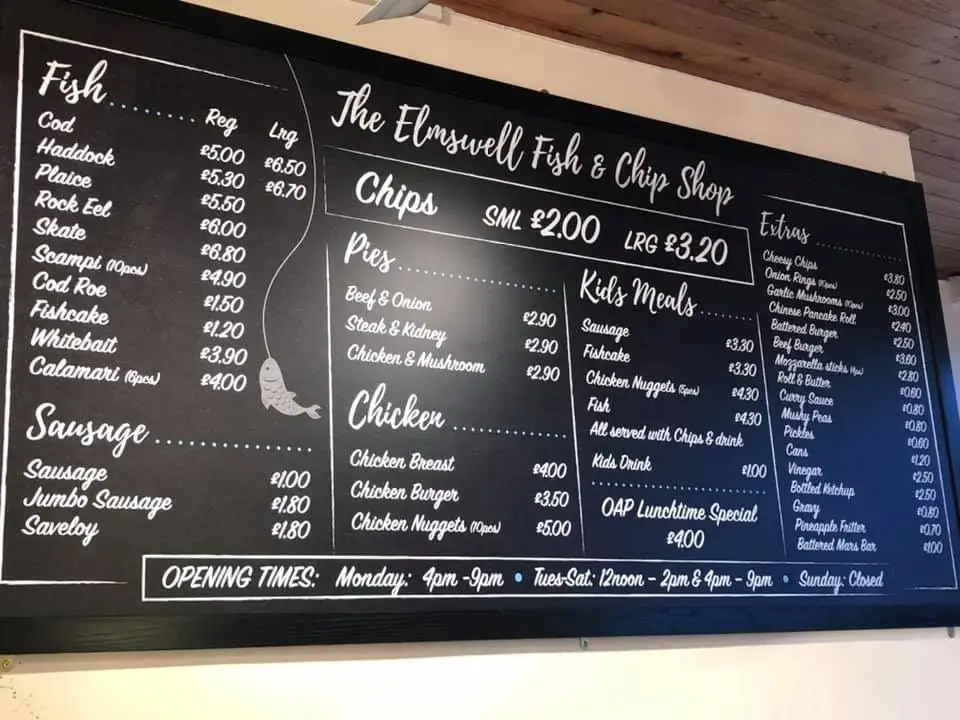 The Elmswell Fish & Chip Shop
Fish
Reg Lrg
Cod £5.00 £6.50
Haddock £5.30 £6.70
Plaice £5.50
Rock Eel £6.00
Skate £6.80
Scampi (10pcs) £4.90
Cod Roe £1.50
Fishcake £1.20
Whitebait £3.90
Calamari (6pcs) £4.00
Sausage
Sausage £1.00
Jumbo Sausage £1.80
Saveloy £1.80
Chips SML £2.00 LRG £3.20
Pies
Beef & Onion £2.90
Steak & Kidney £2.90
Chicken & Mushroom £2.90
Chicken
Chicken Breast £4.00
Chicken Burger £3.50
Chicken Nuggets (10pcs) £5.00
Kids Meals
Sausage £3.30
Fishcake £3.30
Chicken Nuggets (5pcs) £4.30
Fish £4.30
All served with Chips & drink
Kids Drink £1.00
OAP Lunchtime Special
£4.00
Extras
Cheesy Chips £3.80
Onion Rings (10pcs) £2.50
Garlic Mushrooms (10pcs) £3.00
Chinese Pancake Roll £2.40
Battered Burger £2.50
Beef Burger £3.60
Mozzarella sticks £2.80
Roll & Butter £0.60
Curry Sauce £0.80
Mushy Peas £0.80
Pickles £0.60
Cans £1.20
Vinegar £2.50
Bottled Ketchup £2.50
Gravy £0.80
Pineapple Fritter £0.70
Battered Mars Bar £1.00
OPENING TIMES: Monday: 4pm -9pm • Tues-Sat: 12noon - 2pm & 4pm - 9pm • Sunday: Closed